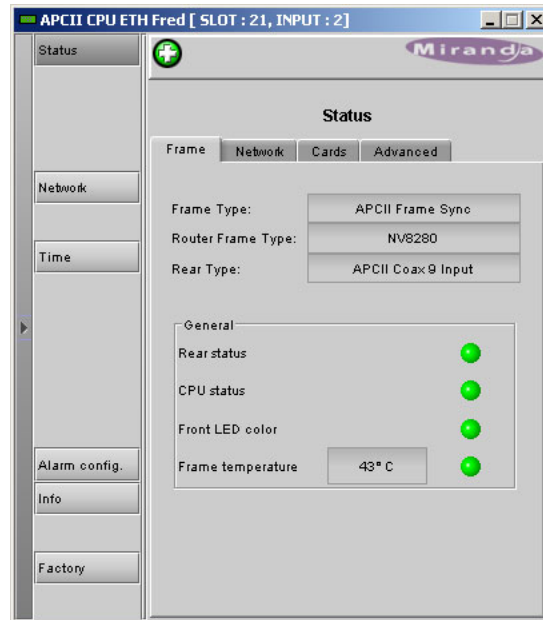 APCII CPU ETH Fred [ SLOT : 21, INPUT : 2]
Status
Miranda
Status
Frame Network Cards Advanced
Network
Frame Type: APCII Frame Sync
Router Frame Type: NV8280
Time
Rear Type: APCII Coax 9 Input
General
Rear status
CPU status
Front LED color
Alarm config.
Frame temperature 43° C
Info
Factory